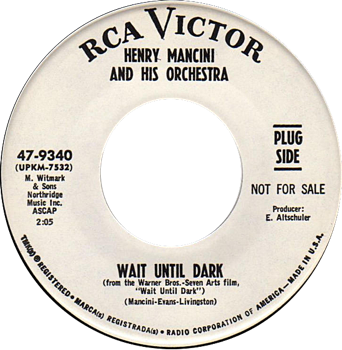 RCA VICTOR
HENRY MANCINI
AND HIS ORCHESTRA
PLUG
SIDE
47-9340
(UPKM-7532)
M. Witmark
& Sons
Northridge
Music Inc.
ASCAP
2:05
NOT FOR SALE
Producer:
E. Altschuler
WAIT UNTIL DARK
(from the Warner Bros.-Seven Arts film,
"Wait Until Dark")
(Mancini-Evans-Livingston)
TMK(s) ® REGISTERED • MARCA(s) REGISTRADA(s) • RADIO CORPORATION OF AMERICA—MADE IN U.S.A.